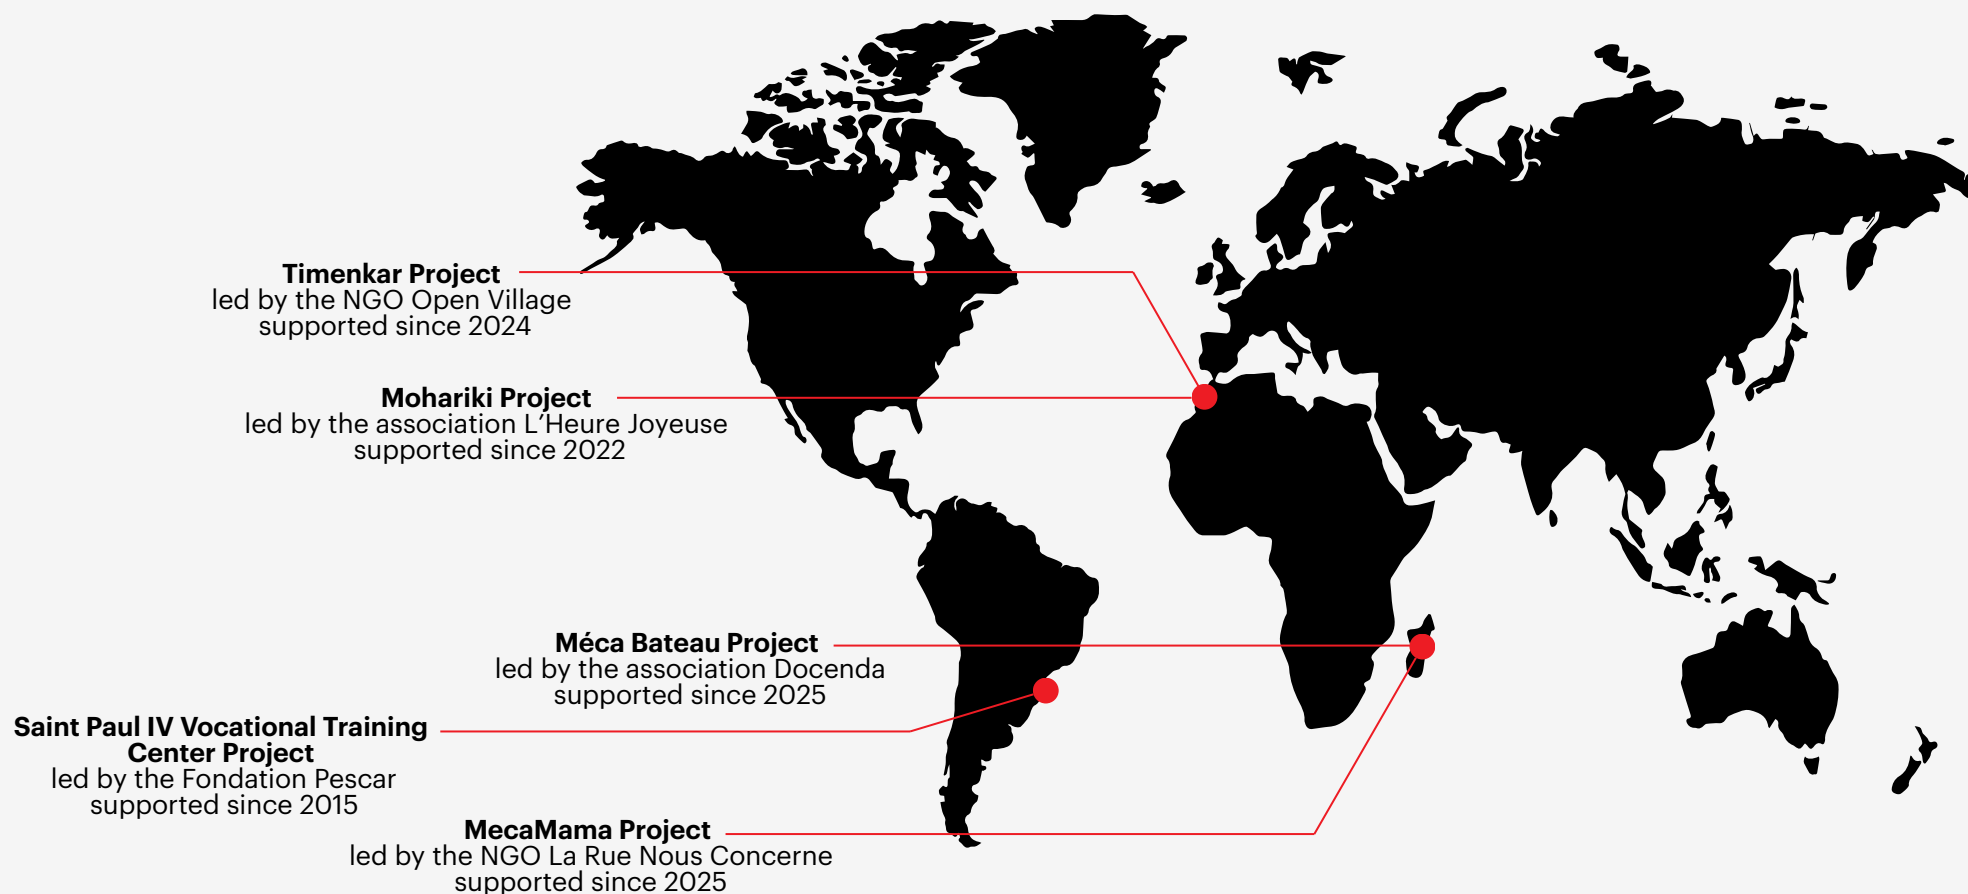 Timenkar Project
led by the NGO Open Village
supported since 2024
Mohariki Project
led by the association L’Heure Joyeuse
supported since 2022
Méca Bateau Project
led by the association Docenda
supported since 2025
Saint Paul IV Vocational Training
Center Project
led by the Fondation Pescar
supported since 2015
MecaMama Project
led by the NGO La Rue Nous Concerne
supported since 2025